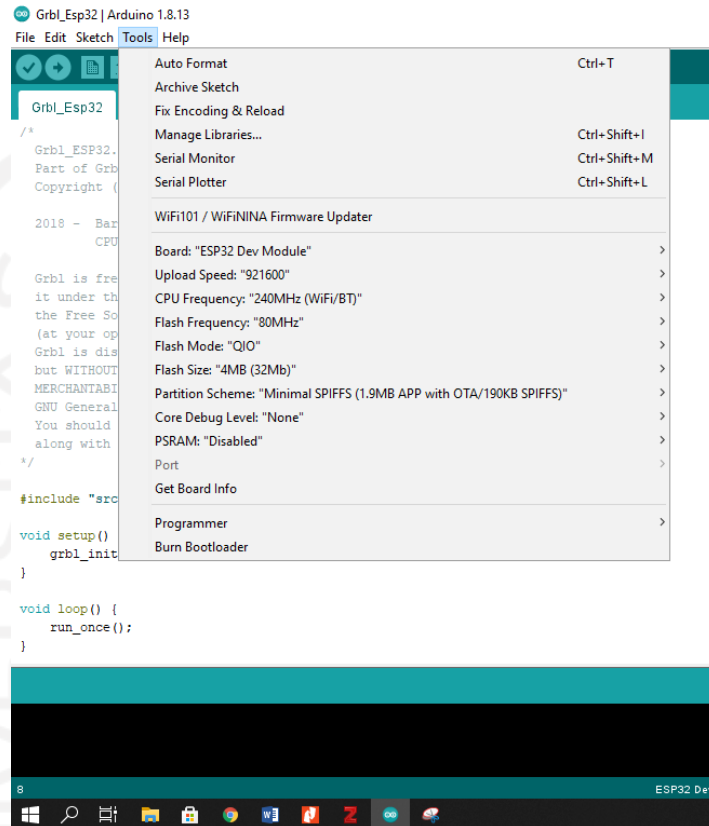 Grbl_Esp32 | Arduino 1.8.13
File Edit Sketch Tools Help
Auto Format Ctrl+T
Archive Sketch
Fix Encoding & Reload
Manage Libraries... Ctrl+Shift+I
Serial Monitor Ctrl+Shift+M
Serial Plotter Ctrl+Shift+L
WiFi101 / WiFiNINA Firmware Updater
Board: "ESP32 Dev Module"
Upload Speed: "921600"
CPU Frequency: "240MHz (WiFi/BT)"
Flash Frequency: "80MHz"
Flash Mode: "QIO"
Flash Size: "4MB (32Mb)"
Partition Scheme: "Minimal SPIFFS (1.9MB APP with OTA/190KB SPIFFS)"
Core Debug Level: "None"
PSRAM: "Disabled"
Port
Get Board Info
Programmer
Burn Bootloader
Grbl_Esp32
/*
Grbl_ESP32.
Part of Grb
Copyright (
2018 - Bar
CPU
Grbl is fre
it under th
the Free So
(at your op
Grbl is dis
but WITHOUT
MERCHANTABI
GNU General
You should
along with
*/
#include "src
void setup()
grbl_init
}
void loop() {
run_once();
}
8 ESP32 De